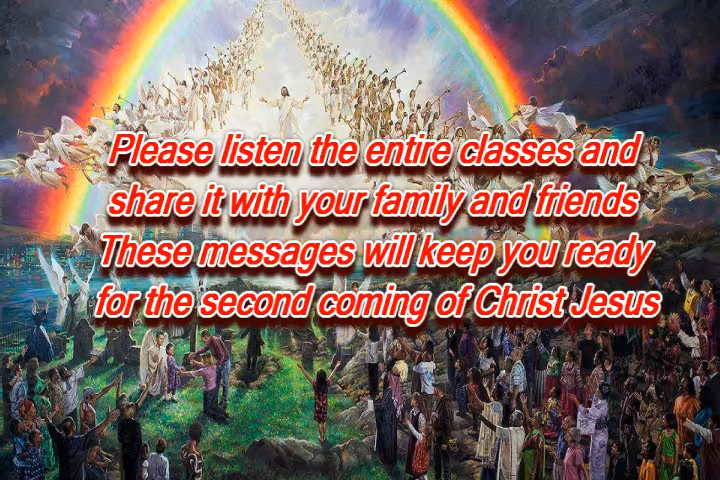 Please listen the entire classes and
share it with your family and friends
These messages will keep you ready
for the second coming of Christ Jesus